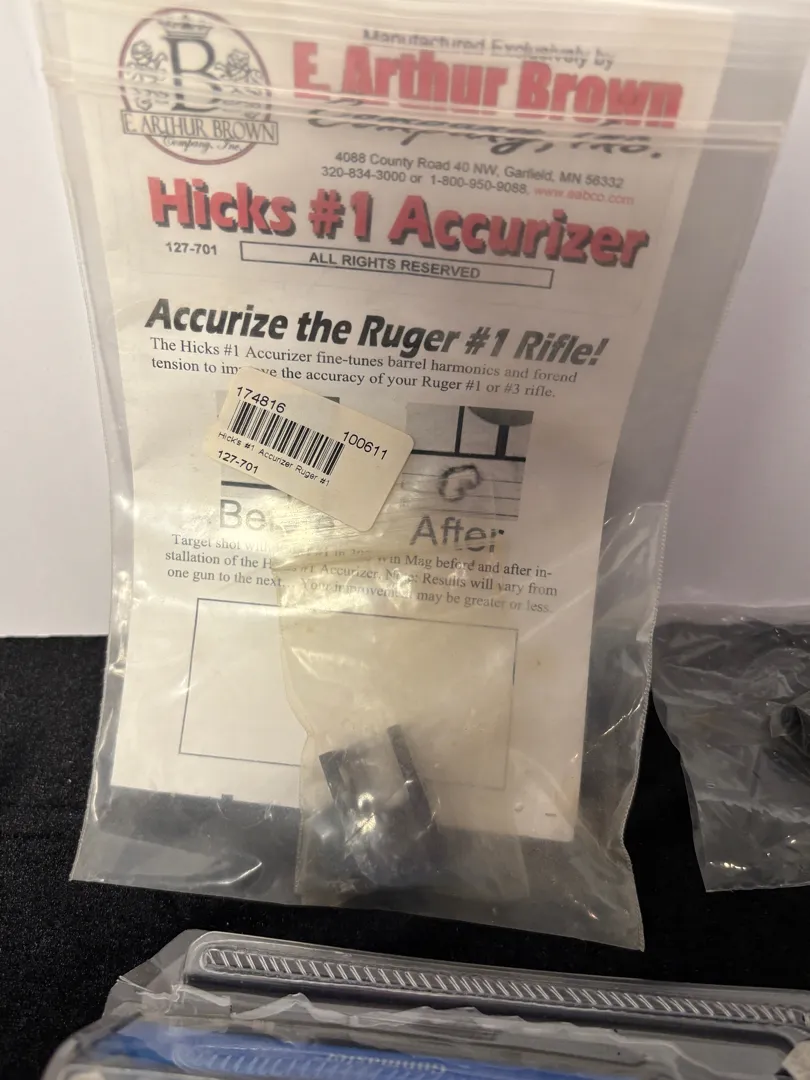 Manufactured Exclusively by
B
E. ARTHUR BROWN
Company, Inc.
E. Arthur Brown
Company, Inc.
4088 County Road 40 NW, Garfield, MN 56332
320-834-3000 or 1-800-950-9088, www.eabco.com
Hicks #1 Accurizer
127-701
ALL RIGHTS RESERVED
Accurize the Ruger #1 Rifle!
The Hicks #1 Accurizer fine-tunes barrel harmonics and forend
tension to the accuracy of your Ruger #1 or #3 rifle.
174816
100611
Hick's #1 Accurizer Ruger #1
127-701
After
Target shot Win Mag before and after in-
stallation of the Accurizer. Note: Results will vary from
one gun to the next. Your improvement may be greater or less.